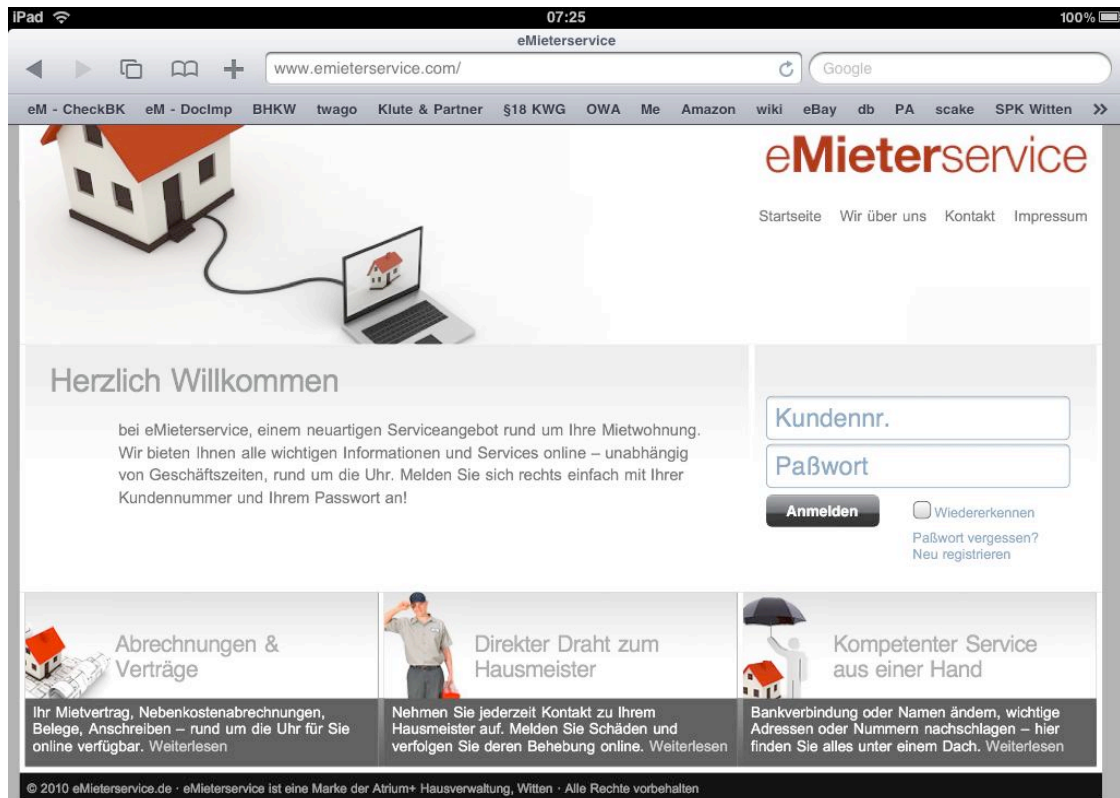 iPad 07:25 100%
eMieterservice
www.emieterservice.com/ Google
eM - CheckBK eM - DocImp BHKW twago Klute & Partner §18 KWG OWA Me Amazon wiki eBay db PA scake SPK Witten »
eMieterservice
Startseite Wir über uns Kontakt Impressum
Herzlich Willkommen
bei eMieterservice, einem neuartigen Serviceangebot rund um Ihre Mietwohnung.
Wir bieten Ihnen alle wichtigen Informationen und Services online – unabhängig
von Geschäftszeiten, rund um die Uhr. Melden Sie sich rechts einfach mit Ihrer
Kundennummer und Ihrem Passwort an!
Kundennr.
Paßwort
Anmelden Wiedererkennen
Paßwort vergessen?
Neu registrieren
Abrechnungen &
Verträge
Ihr Mietvertrag, Nebenkostenabrechnungen,
Belege, Anschreiben – rund um die Uhr für Sie
online verfügbar. Weiterlesen
Direkter Draht zum
Hausmeister
Nehmen Sie jederzeit Kontakt zu Ihrem
Hausmeister auf. Melden Sie Schäden und
verfolgen Sie deren Behebung online. Weiterlesen
Kompetenter Service
aus einer Hand
Bankverbindung oder Namen ändern, wichtige
Adressen oder Nummern nachschlagen – hier
finden Sie alles unter einem Dach. Weiterlesen
© 2010 eMieterservice.de · eMieterservice ist eine Marke der Atrium+ Hausverwaltung, Witten · Alle Rechte vorbehalten